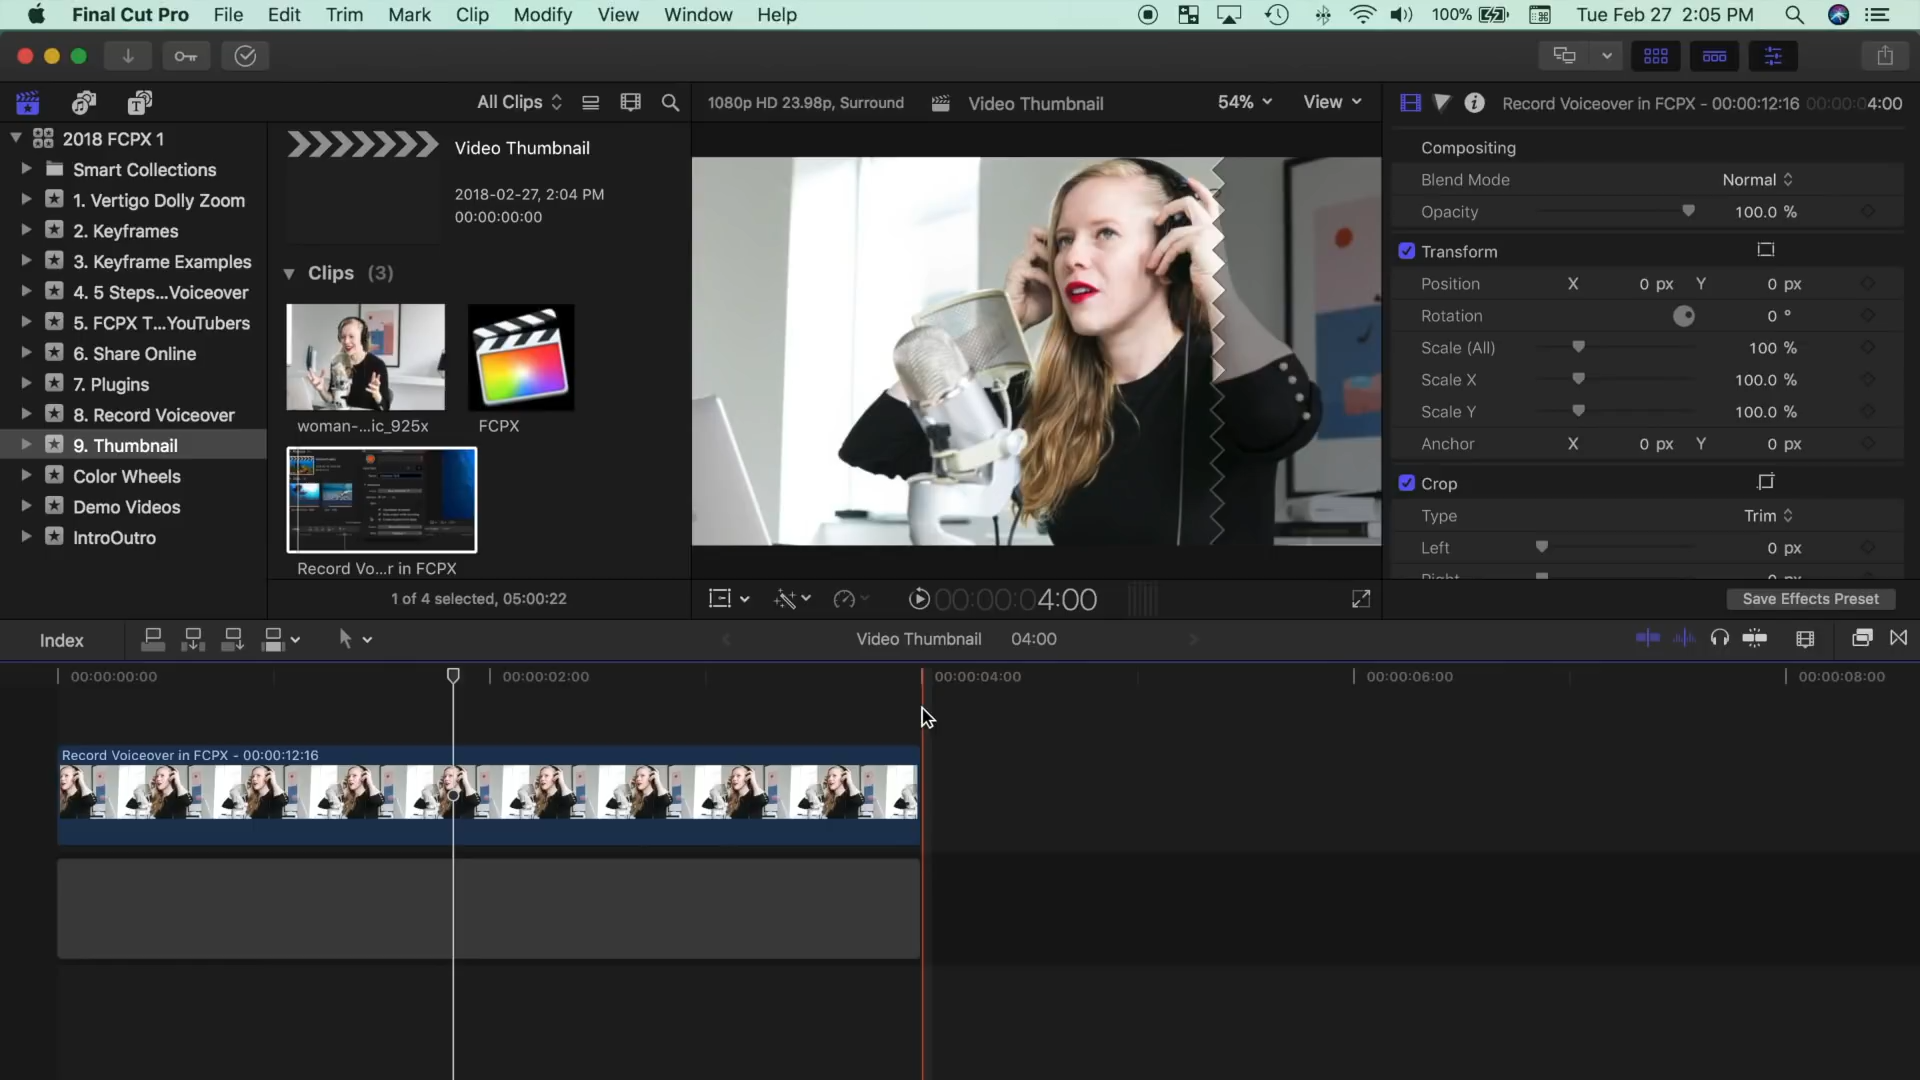 Final Cut Pro File Edit Trim Mark Clip Modify View Window Help 100% Tue Feb 27 2:05 PM
All Clips 1080p HD 23.98p, Surround Video Thumbnail 54% View Record Voiceover in FCPX - 00:00:12:16 00:00:04:00
2018 FCPX 1
Smart Collections
1. Vertigo Dolly Zoom
2. Keyframes
3. Keyframe Examples
4. 5 Steps...Voiceover
5. FCPX T...YouTubers
6. Share Online
7. Plugins
8. Record Voiceover
9. Thumbnail
Color Wheels
Demo Videos
IntroOutro
Video Thumbnail
2018-02-27, 2:04 PM
00:00:00:00
Clips (3)
woman-...ic_925x FCPX
Record Vo...r in FCPX
1 of 4 selected, 05:00:22
00:00:04:00
Compositing
Blend Mode Normal
Opacity 100.0 %
Transform
Position X 0 px Y 0 px
Rotation 0 °
Scale (All) 100 %
Scale X 100.0 %
Scale Y 100.0 %
Anchor X 0 px Y 0 px
Crop
Type Trim
Left 0 px
Right 0 px
Save Effects Preset
Index Video Thumbnail 04:00
00:00:00:00 00:00:02:00 00:00:04:00 00:00:06:00 00:00:08:00
Record Voiceover in FCPX - 00:00:12:16